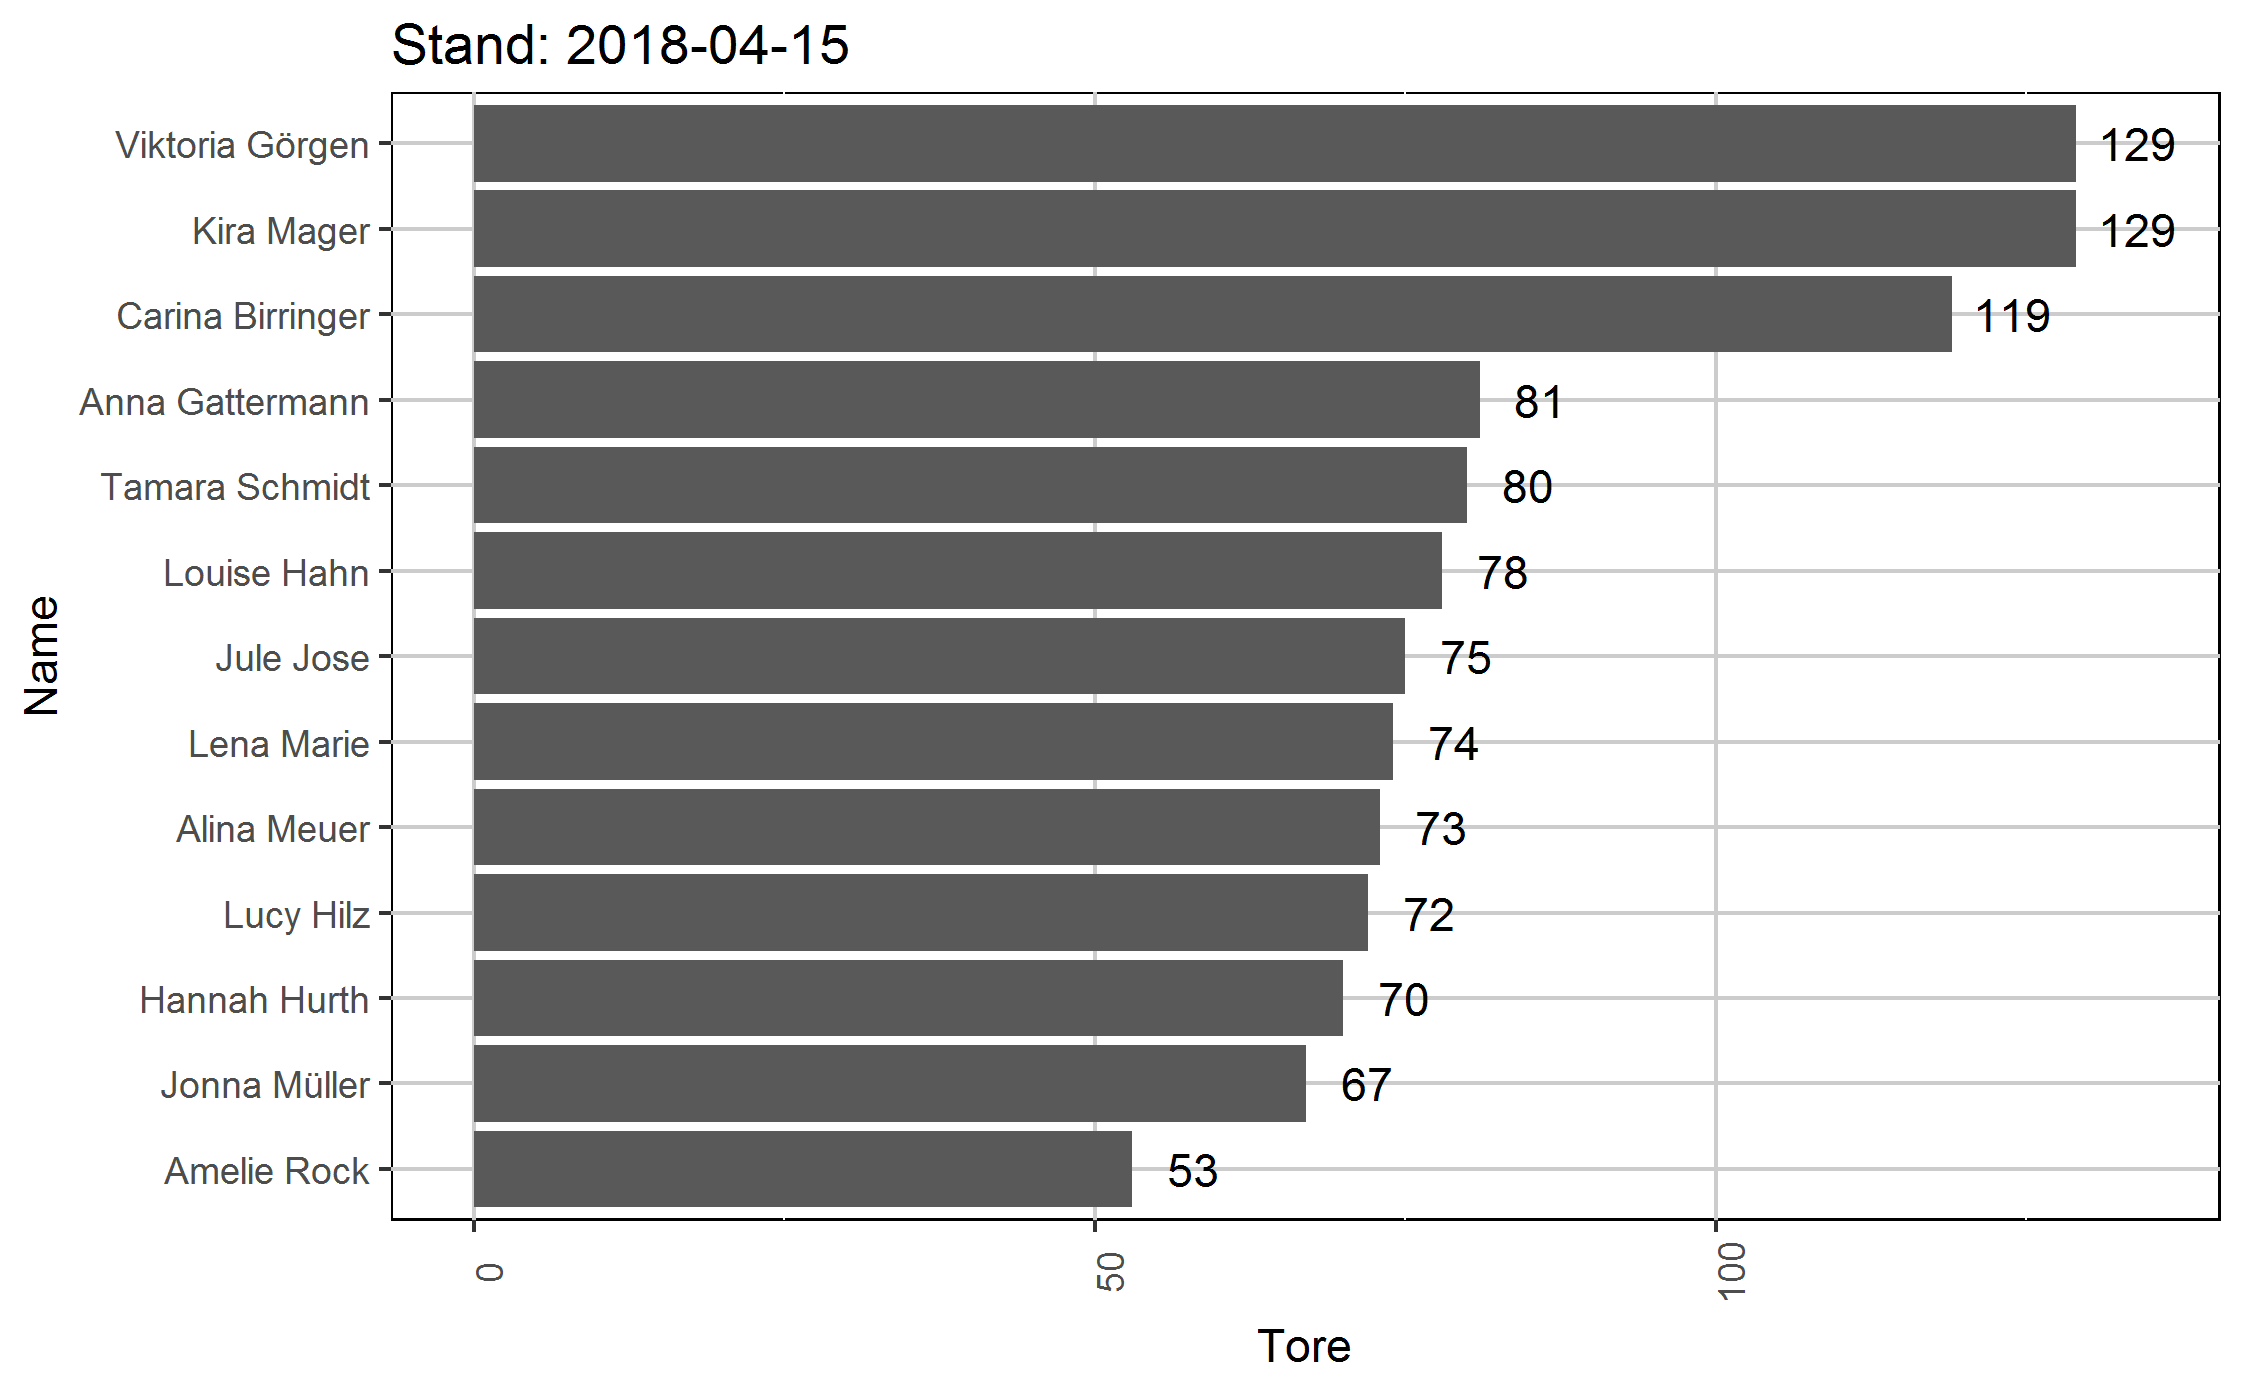 Stand: 2018-04-15
Viktoria Görgen 129
Kira Mager 129
Carina Birringer 119
Anna Gattermann 81
Tamara Schmidt 80
Louise Hahn 78
Jule Jose 75
Lena Marie 74
Alina Meuer 73
Lucy Hilz 72
Hannah Hurth 70
Jonna Müller 67
Amelie Rock 53
Name
0 50 100
Tore